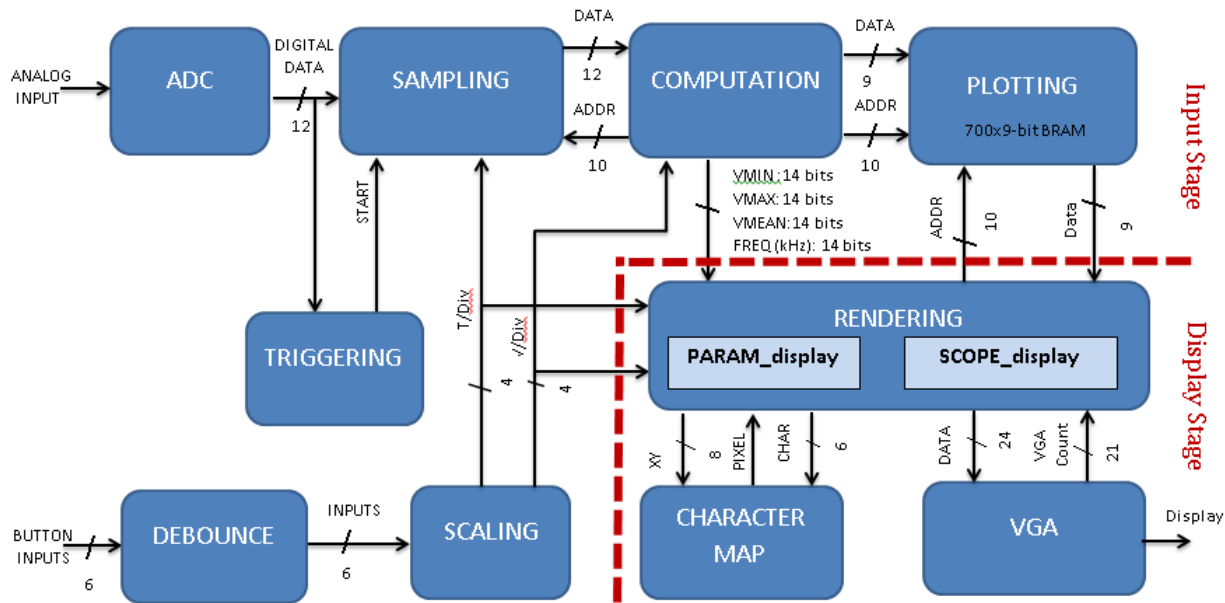 ANALOG
INPUT
ADC
DIGITAL
DATA
12
SAMPLING
DATA
12
ADDR
10
COMPUTATION
DATA
9
ADDR
10
PLOTTING
700x9-bit BRAM
Input Stage
START
VMIN: 14 bits
VMAX: 14 bits
VMEAN: 14 bits
FREQ (kHz): 14 bits
ADDR
10
Data
9
TRIGGERING
T/Div
4
√/Div
4
RENDERING
PARAM_display
SCOPE_display
Display Stage
XY
8
PIXEL
CHAR
6
DATA
24
VGA
Count
21
BUTTON
INPUTS
6
DEBOUNCE
INPUTS
6
SCALING
CHARACTER
MAP
VGA
Display